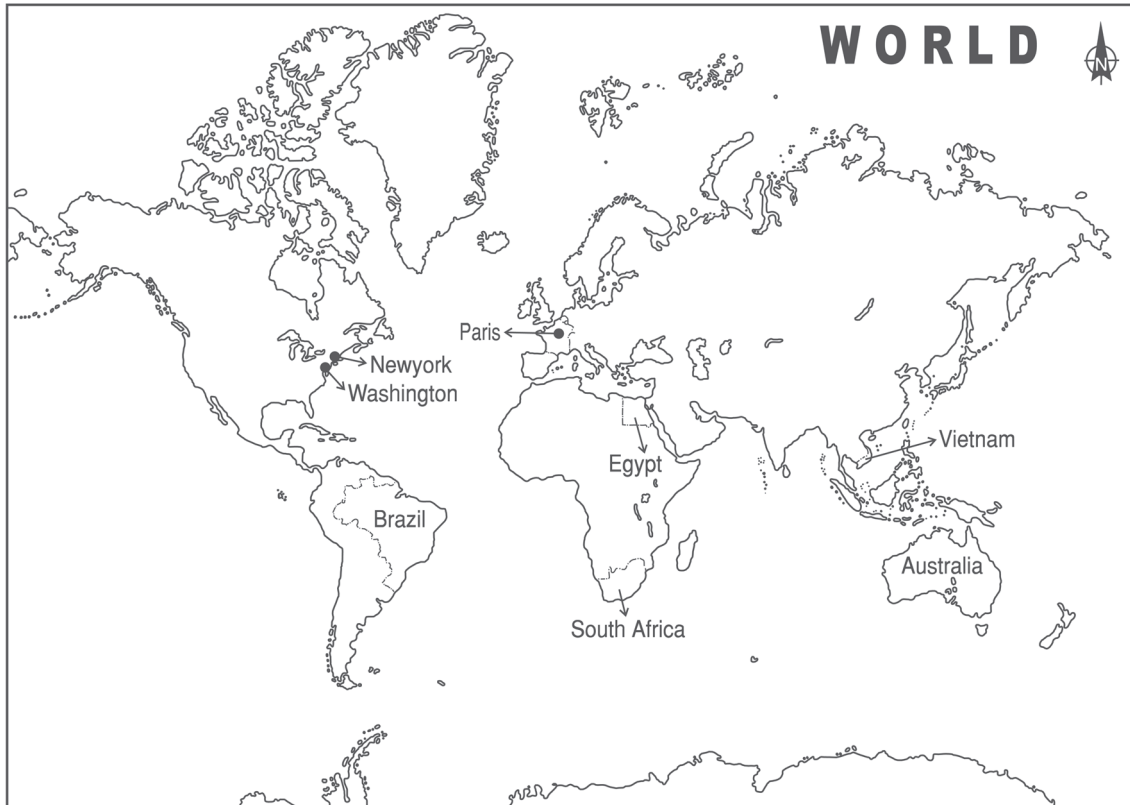 WORLD
N
Paris
Newyork
Washington
Vietnam
Egypt
Brazil
Australia
South Africa